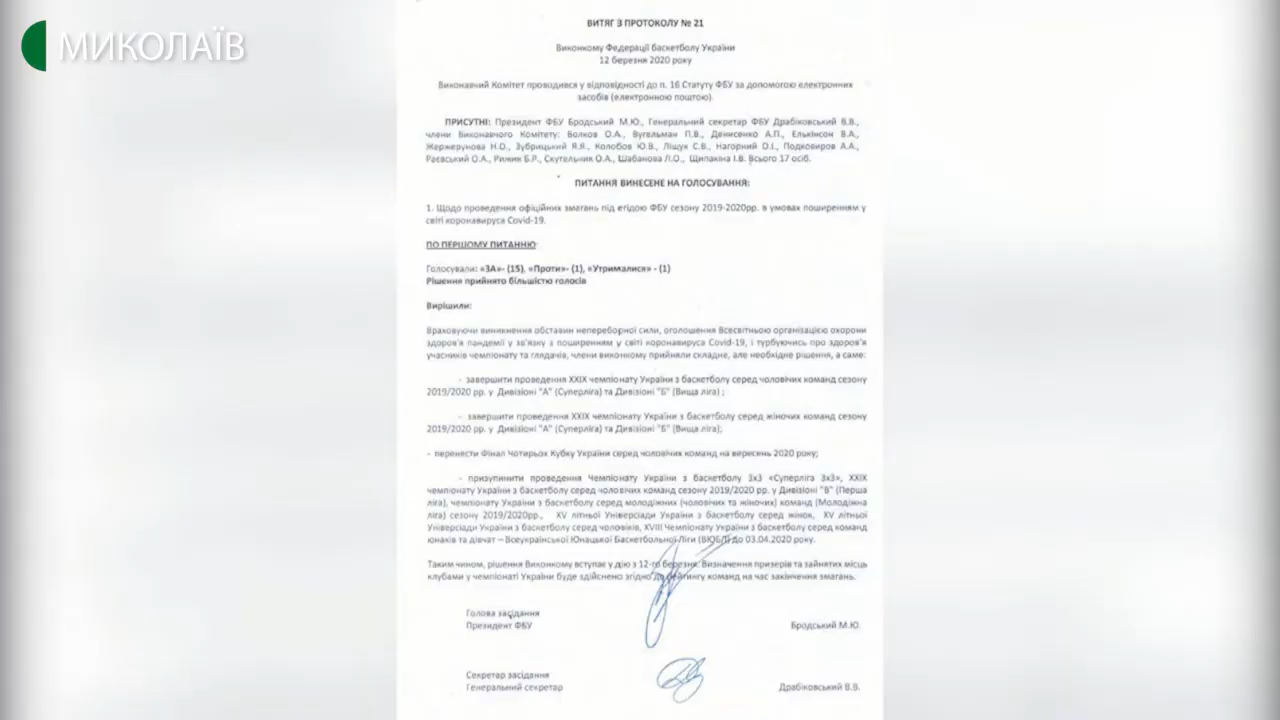 МИКОЛАЇВ
ВИТЯГ З ПРОТОКОЛУ № 21
Виконкому Федерації баскетболу України
12 березня 2020 року
Виконавчий Комітет проводився у відповідності до п. 16 Статуту ФБУ за допомогою електронних
засобів (електронною поштою).
ПРИСУТНІ: Президент ФБУ Бродський М.Ю., Генеральний секретар ФБУ Драбіковський В.В.,
члени Виконавчого Комітету: Волков О.А., Вугельман П.В., Денисенко А.П., Елькінсон В.А.,
Жержерунова Н.О., Зубрицький Я.Я., Колобов Ю.В., Ліщук С.В., Нагорний О.І., Подковиров А.А.,
Раєвський О.А., Рижик Б.Р., Скутельник О.А., Шабанова Л.О., Щипакіна І.В. Всього 17 осіб.
ПИТАННЯ ВИНЕСЕНЕ НА ГОЛОСУВАННЯ:
1. Щодо проведення офіційних змагань під егідою ФБУ сезону 2019-2020рр. в умовах поширенням у
світі коронавируса Covid-19.
ПО ПЕРШОМУ ПИТАННЮ
Голосували: «ЗА»- (15), «Проти»- (1), «Утрималися» - (1)
Рішення прийнято більшістю голосів
Вирішили:
Враховуючи виникнення обставин непереборної сили, оголошення Всесвітньою організацією охорони
здоров'я пандемії у зв'язку з поширенням у світі коронавируса Covid-19, і турбуючись про здоров'я
учасників чемпіонату та глядачів, члени виконкому прийняли складне, але необхідне рішення, а саме:
- завершити проведення XXIX чемпіонату України з баскетболу серед чоловічих команд сезону
2019/2020 рр. у Дивізіоні "А" (Суперліга) та Дивізіоні "Б" (Вища ліга) ;
- завершити проведення XXIX чемпіонату України з баскетболу серед жіночих команд сезону
2019/2020 рр. у Дивізіоні "А" (Суперліга) та Дивізіоні "Б" (Вища ліга);
- перенести Фінал Чотирьох Кубку України серед чоловічих команд на вересень 2020 року;
- призупинити проведення Чемпіонату України з баскетболу 3х3 «Суперліга 3х3», XXIX
чемпіонату України з баскетболу серед чоловічих команд сезону 2019/2020 рр. у Дивізіоні "В" (Перша
ліга), чемпіонату України з баскетболу серед молодіжних (чоловічих та жіночих) команд (Молодіжна
ліга) сезону 2019/2020рр., XV літньої Універсіади України з баскетболу серед жінок, XV літньої
Універсіади України з баскетболу серед чоловіків, XVIII Чемпіонату України з баскетболу серед команд
юнаків та дівчат – Всеукраїнської Юнацької Баскетбольної Ліги (ВЮБЛ) до 03.04.2020 року.
Таким чином, рішення Виконкому вступає у дію з 12-го березня. Визначення призерів та зайнятих місць
клубами у чемпіонаті України буде здійснено згідно до рейтингу команд на час закінчення змагань.
Голова засідання
Президент ФБУ Бродський М.Ю.
Секретар засідання
Генеральний секретар Драбіковський В.В.